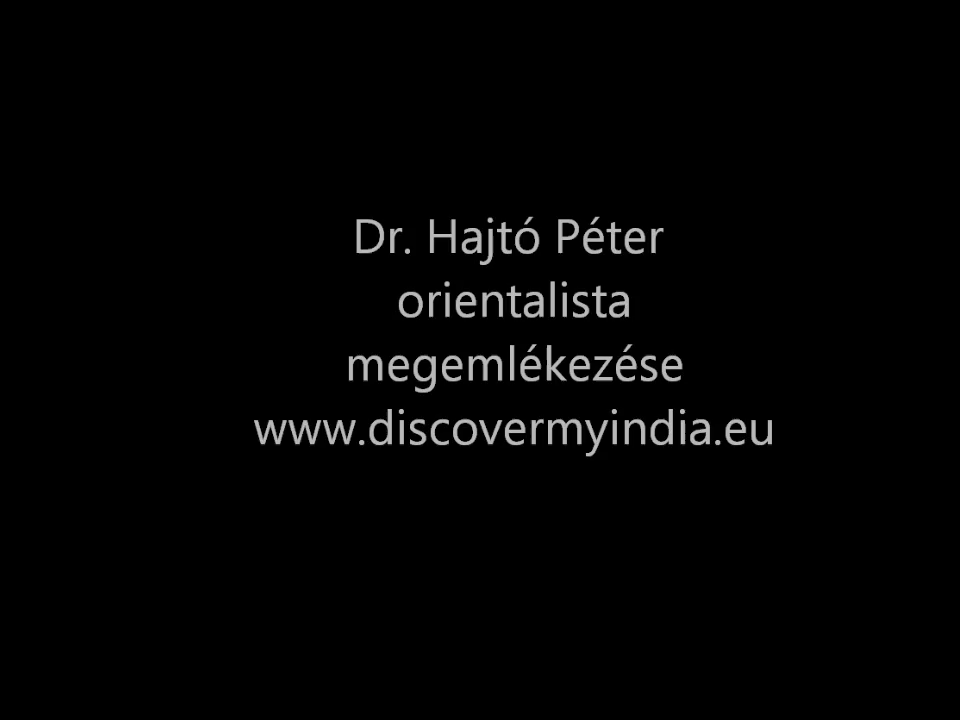 Dr. Hajtó Péter
orientalista
megemlékezése
www.discovermyindia.eu